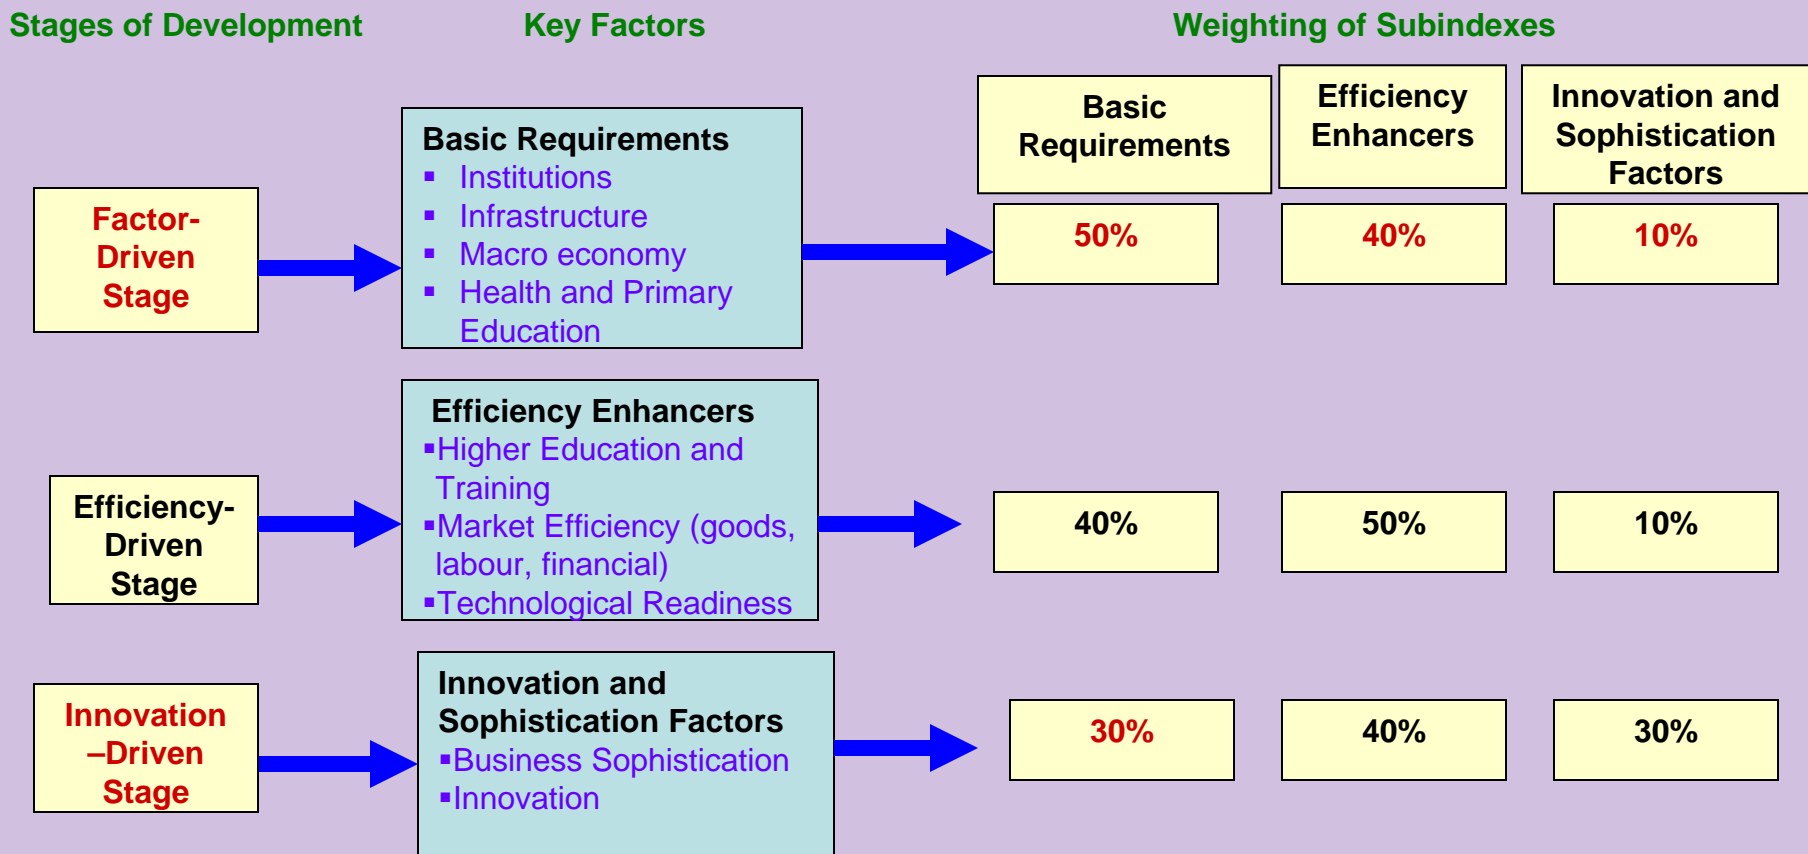 Stages of Development
Key Factors
Weighting of Subindexes
Basic
Requirements
Efficiency
Enhancers
Innovation and
Sophistication
Factors
Factor-
Driven
Stage
Basic Requirements
▪ Institutions
▪ Infrastructure
▪ Macro economy
▪ Health and Primary
Education
50%
40%
10%
Efficiency-
Driven
Stage
Efficiency Enhancers
▪Higher Education and
Training
▪Market Efficiency (goods,
labour, financial)
▪Technological Readiness
40%
50%
10%
Innovation
–Driven
Stage
Innovation and
Sophistication Factors
▪Business Sophistication
▪Innovation
30%
40%
30%